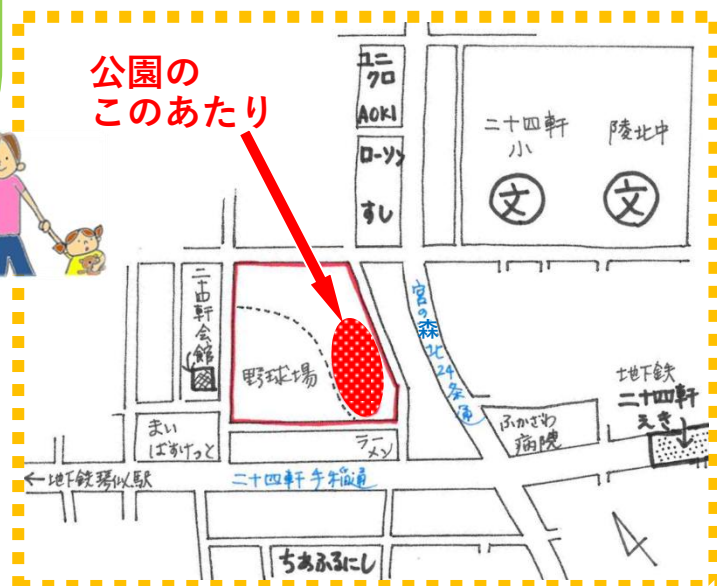 公園の
このあたり
ユニ
クロ
AOKI
ローソン
すし
二十四軒
小
陵北中
文
文
二十四軒会館
野球場
宮の森北24条通
地下鉄
二十四軒
えき
まい
ばすけっと
ラー
メン
ふかざわ
病院
←地下鉄琴似駅
二十四軒手稲通
ちあふるにし